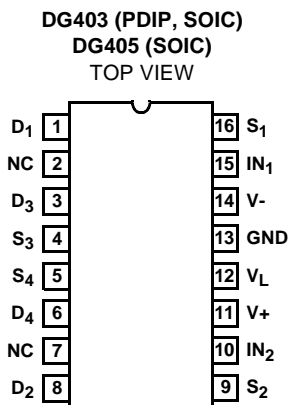 DG403 (PDIP, SOIC)
DG405 (SOIC)
TOP VIEW
D1 1 16 S1
NC 2 15 IN1
D3 3 14 V-
S3 4 13 GND
S4 5 12 VL
D4 6 11 V+
NC 7 10 IN2
D2 8 9 S2